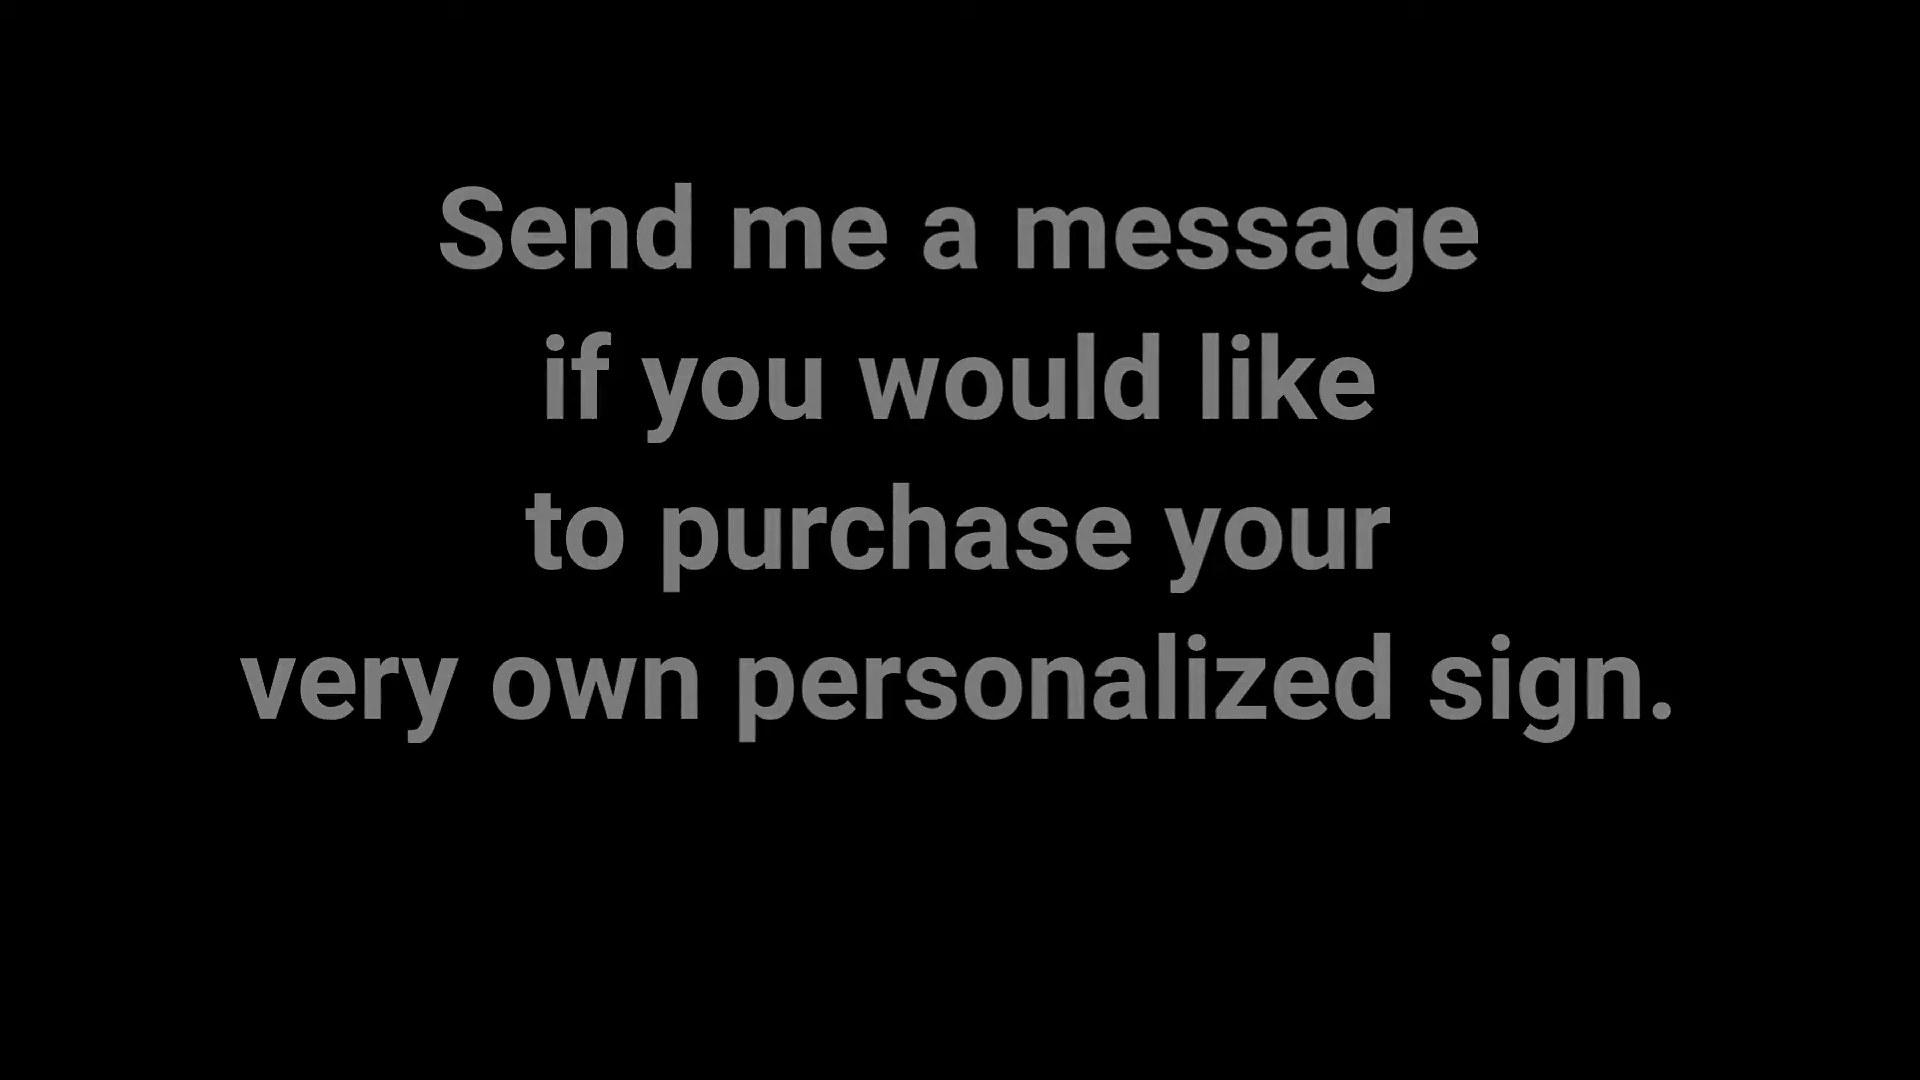 Send me a message
if you would like
to purchase your
very own personalized sign.